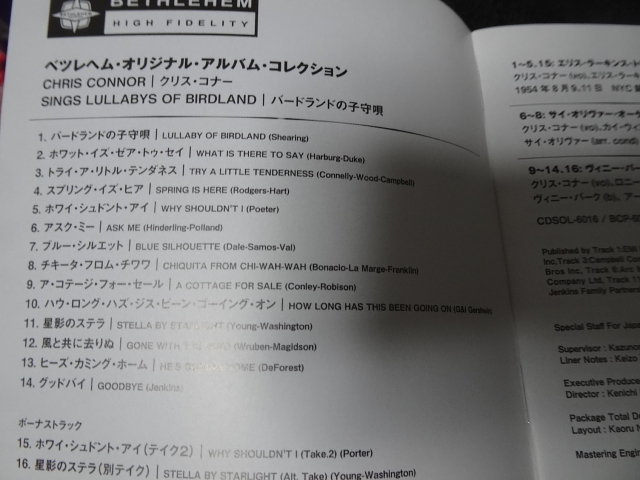 BETHLEHEM
HIGH FIDELITY
ベツレヘム・オリジナル・アルバム・コレクション
CHRIS CONNOR | クリス・コナー
SINGS LULLABYS OF BIRDLAND | バードランドの子守唄
1. バードランドの子守唄 | LULLABY OF BIRDLAND (Shearing)
2. ホワット・イズ・ゼア・トゥ・セイ | WHAT IS THERE TO SAY (Harburg-Duke)
3. トライ・ア・リトル・テンダネス | TRY A LITTLE TENDERNESS (Connelly-Wood-Campbell)
4. スプリング・イズ・ヒア | SPRING IS HERE (Rodgers-Hart)
5. ホワイ・シュドント・アイ | WHY SHOULDN'T I (Poeter)
6. アスク・ミー | ASK ME (Hinderling-Polland)
7. ブルー・シルエット | BLUE SILHOUETTE (Dale-Samos-Val)
8. チキータ・フロム・チワワ | CHIQUITA FROM CHI-WAH-WAH (Bonacio-La Marge-Franklin)
9. ア・コテージ・フォー・セール | A COTTAGE FOR SALE (Conley-Robison)
10. ハウ・ロング・ハズ・ジス・ビーン・ゴーイング・オン | HOW LONG HAS THIS BEEN GOING ON (G&I Gershwin)
11. 星影のステラ | STELLA BY STARLIGHT (Young-Washington)
12. 風と共に去りぬ | GONE WITH THE WIND (Wruben-Magidson)
13. ヒーズ・カミング・ホーム | HE'S COMING HOME (DeForest)
14. グッドバイ | GOODBYE (Jenkins)
ボーナストラック
15. ホワイ・シュドント・アイ (テイク2) | WHY SHOULDN'T I (Take.2) (Porter)
16. 星影のステラ (別テイク) | STELLA BY STARLIGHT (Alt. Take) (Young-Washington)
1~5,15: エリス・ラーキンス・ト
クリス・コナー (vo)、エリス・ラーキ
1954年8月9,11日 NYC
6~8: サイ・オリヴァー・オーケ
クリス・コナー (vo)、カイ・ウィ
サイ・オリヴァー (arr. cond)
9~14,16: ヴィニー・バー
クリス・コナー (vo)、ロニー
ヴィニー・バーク (b)、アー
CDSOL-6016 / BCP-6
Published by Track 1:EMI
Inc,Track 3:Campbell Con
Bros Inc, Track 6:Ard
Company Ltd, Track 11
Jenkins Family Partners
Special Staff For Japa
Supervisor : Kazuno
Liner Notes : Keizo
Executive Produce
Director : Kenichi
Package Total De
Layout : Kaoru N
Mastering Engin